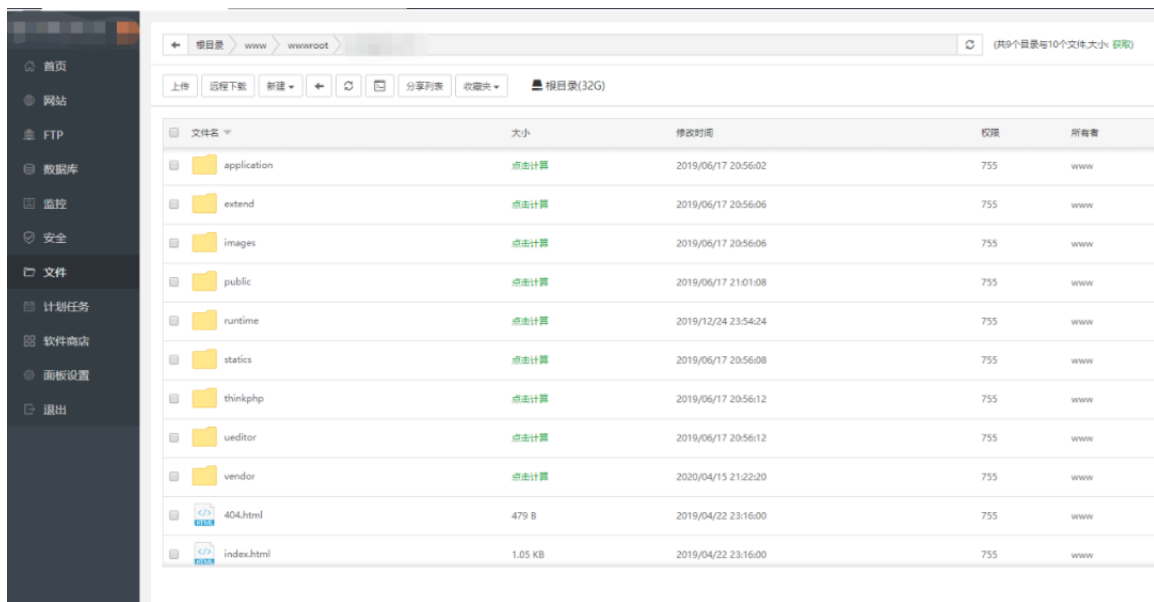 根目录 www wwwroot (共9个目录与10个文件,大小: 获取)
首页
网站
FTP
数据库
监控
安全
文件
计划任务
软件商店
面板设置
退出
上传 远程下载 新建 分享列表 收藏夹 根目录(32G)
文件名 大小 修改时间 权限 所有者
application 点击计算 2019/06/17 20:56:02 755 www
extend 点击计算 2019/06/17 20:56:06 755 www
images 点击计算 2019/06/17 20:56:06 755 www
public 点击计算 2019/06/17 21:01:08 755 www
runtime 点击计算 2019/12/24 23:54:24 755 www
statics 点击计算 2019/06/17 20:56:08 755 www
thinkphp 点击计算 2019/06/17 20:56:12 755 www
ueditor 点击计算 2019/06/17 20:56:12 755 www
vendor 点击计算 2020/04/15 21:22:20 755 www
HTML 404.html 479 B 2019/04/22 23:16:00 755 www
HTML index.html 1.05 KB 2019/04/22 23:16:00 755 www